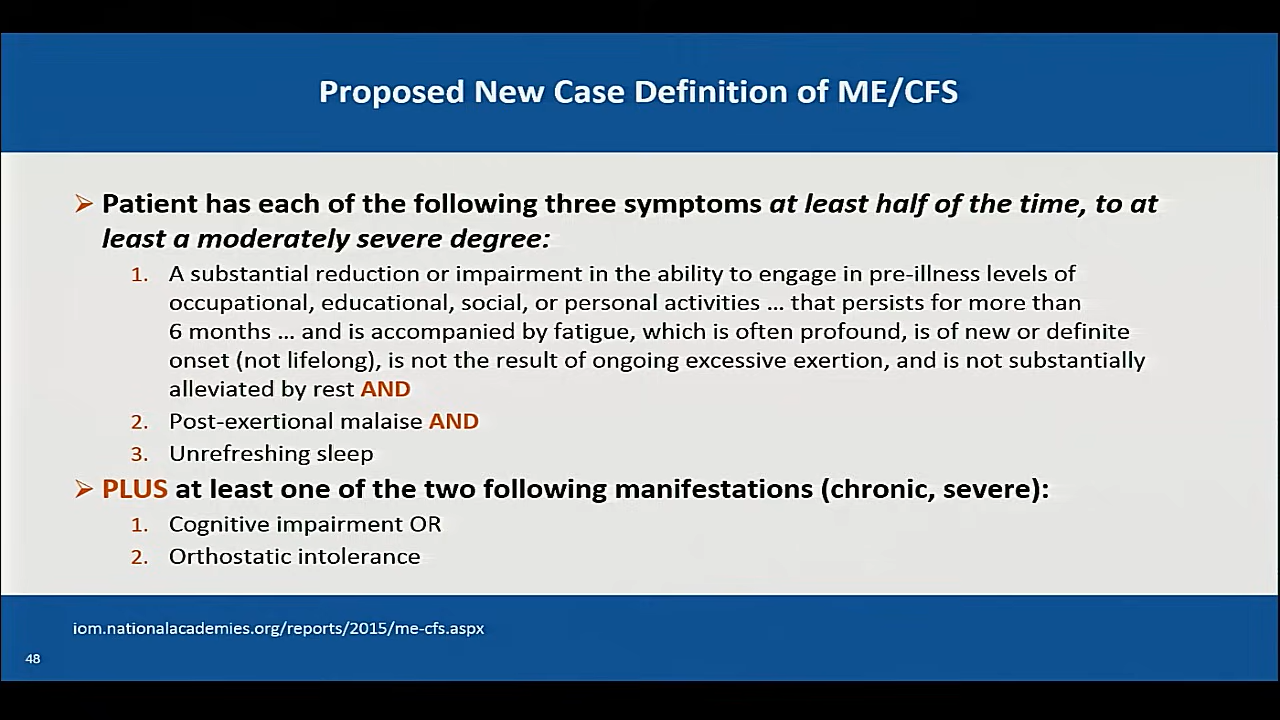 Proposed New Case Definition of ME/CFS
➢ Patient has each of the following three symptoms at least half of the time, to at
least a moderately severe degree:
1. A substantial reduction or impairment in the ability to engage in pre-illness levels of
occupational, educational, social, or personal activities … that persists for more than
6 months … and is accompanied by fatigue, which is often profound, is of new or definite
onset (not lifelong), is not the result of ongoing excessive exertion, and is not substantially
alleviated by rest AND
2. Post-exertional malaise AND
3. Unrefreshing sleep
➢ PLUS at least one of the two following manifestations (chronic, severe):
1. Cognitive impairment OR
2. Orthostatic intolerance
iom.nationalacademies.org/reports/2015/me-cfs.aspx
48